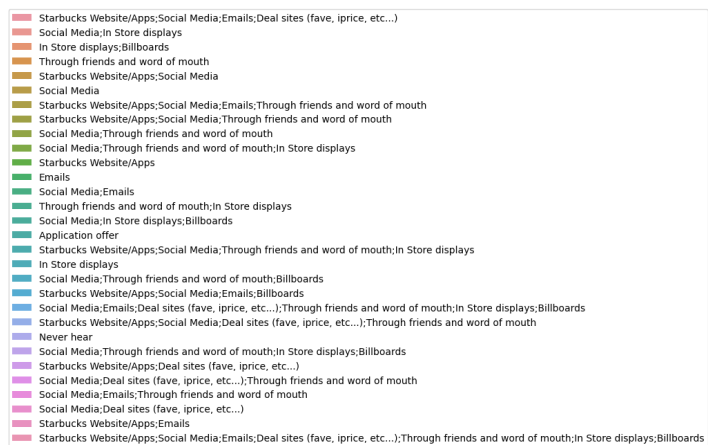 Starbucks Website/Apps;Social Media;Emails;Deal sites (fave, iprice, etc...)
Social Media;In Store displays
In Store displays;Billboards
Through friends and word of mouth
Starbucks Website/Apps;Social Media
Social Media
Starbucks Website/Apps;Social Media;Emails;Through friends and word of mouth
Starbucks Website/Apps;Social Media;Through friends and word of mouth
Social Media;Through friends and word of mouth
Social Media;Through friends and word of mouth;In Store displays
Starbucks Website/Apps
Emails
Social Media;Emails
Through friends and word of mouth;In Store displays
Social Media;In Store displays;Billboards
Application offer
Starbucks Website/Apps;Social Media;Through friends and word of mouth;In Store displays
In Store displays
Social Media;Through friends and word of mouth;Billboards
Starbucks Website/Apps;Social Media;Emails;Billboards
Social Media;Emails;Deal sites (fave, iprice, etc...);Through friends and word of mouth;In Store displays;Billboards
Starbucks Website/Apps;Social Media;Deal sites (fave, iprice, etc...);Through friends and word of mouth
Never hear
Social Media;Through friends and word of mouth;In Store displays;Billboards
Starbucks Website/Apps;Deal sites (fave, iprice, etc...)
Social Media;Deal sites (fave, iprice, etc...);Through friends and word of mouth
Social Media;Emails;Through friends and word of mouth
Social Media;Deal sites (fave, iprice, etc...)
Starbucks Website/Apps;Emails
Starbucks Website/Apps;Social Media;Emails;Deal sites (fave, iprice, etc...);Through friends and word of mouth;In Store displays;Billboards